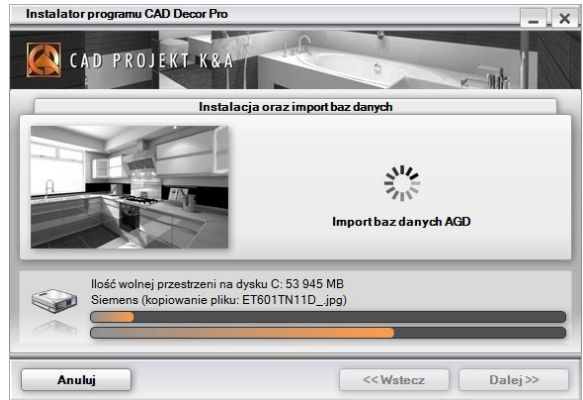 Instalator programu CAD Decor Pro
CAD PROJEKT K&A
Instalacja oraz import baz danych
Import baz danych AGD
Ilość wolnej przestrzeni na dysku C: 53 945 MB
Siemens (kopiowanie pliku: ET601TN11D_.jpg)
Anuluj
<< Wstecz
Dalej >>